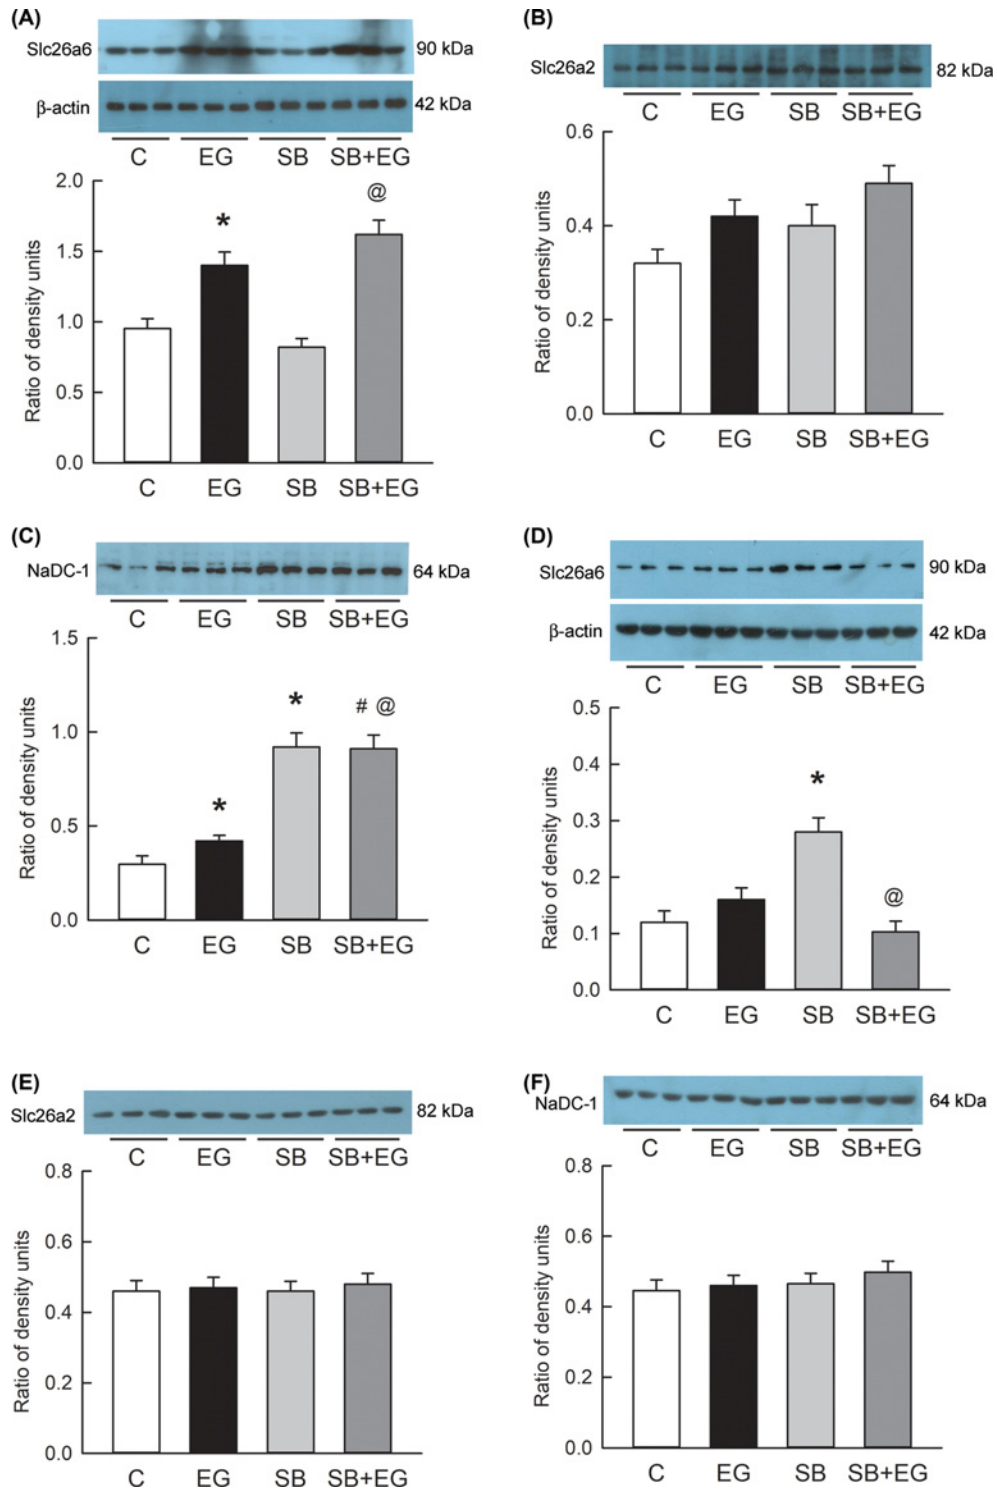 (A)
Slc26a6 90 kDa
β-actin 42 kDa
C EG SB SB+EG
2.0
1.5
1.0
0.5
0.0
Ratio of density units
*
@
C EG SB SB+EG
(B)
Slc26a2 82 kDa
C EG SB SB+EG
0.6
0.4
0.2
0.0
Ratio of density units
C EG SB SB+EG
(C)
NaDC-1 64 kDa
C EG SB SB+EG
1.5
1.0
0.5
0.0
Ratio of density units
*
*
# @
C EG SB SB+EG
(D)
Slc26a6 90 kDa
β-actin 42 kDa
C EG SB SB+EG
0.5
0.4
0.3
0.2
0.1
0.0
Ratio of density units
*
@
C EG SB SB+EG
(E)
Slc26a2 82 kDa
C EG SB SB+EG
0.8
0.6
0.4
0.2
0.0
Ratio of density units
C EG SB SB+EG
(F)
NaDC-1 64 kDa
C EG SB SB+EG
0.8
0.6
0.4
0.2
0.0
Ratio of density units
C EG SB SB+EG